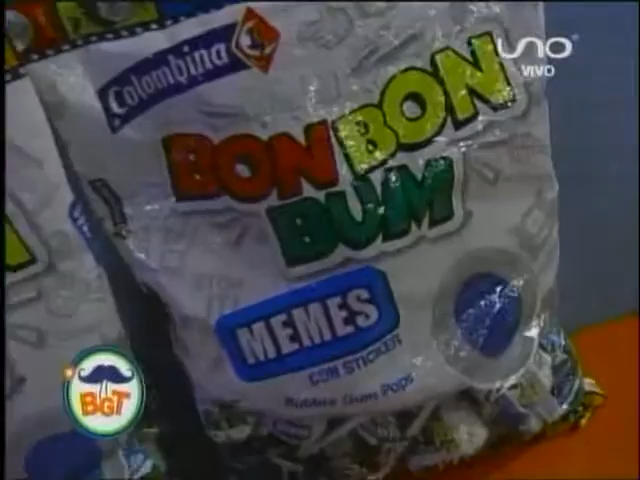 Colombina
BON BON
BUM
MEMES
CON STICKER
Bubble Gum Pops
UNO
VIVO
BGT